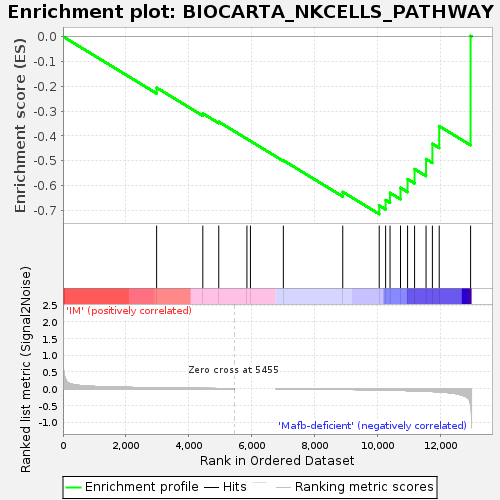 Enrichment plot: BIOCARTA_NKCELLS_PATHWAY
Enrichment score (ES)
0.0
-0.1
-0.2
-0.3
-0.4
-0.5
-0.6
-0.7
'IM' (positively correlated)
Ranked list metric (Signal2Noise)
2.5
2.0
1.5
1.0
0.5
0.0
-0.5
-1.0
Zero cross at 5455
'Mafb-deficient' (negatively correlated)
0 2,000 4,000 6,000 8,000 10,000 12,000
Rank in Ordered Dataset
Enrichment profile Hits Ranking metric scores